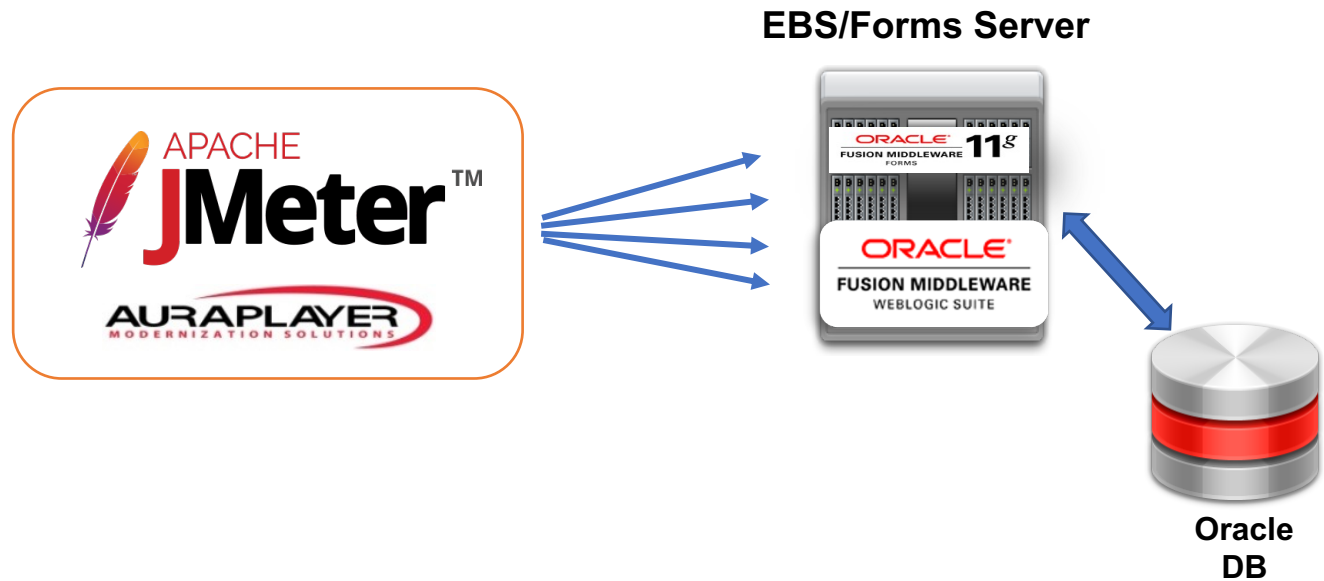 EBS/Forms Server
APACHE
JMeter™
AURAPLAYER
MODERNIZATION SOLUTIONS
ORACLE®
FUSION MIDDLEWARE 11g
FORMS
ORACLE®
FUSION MIDDLEWARE
WEBLOGIC SUITE
Oracle
DB